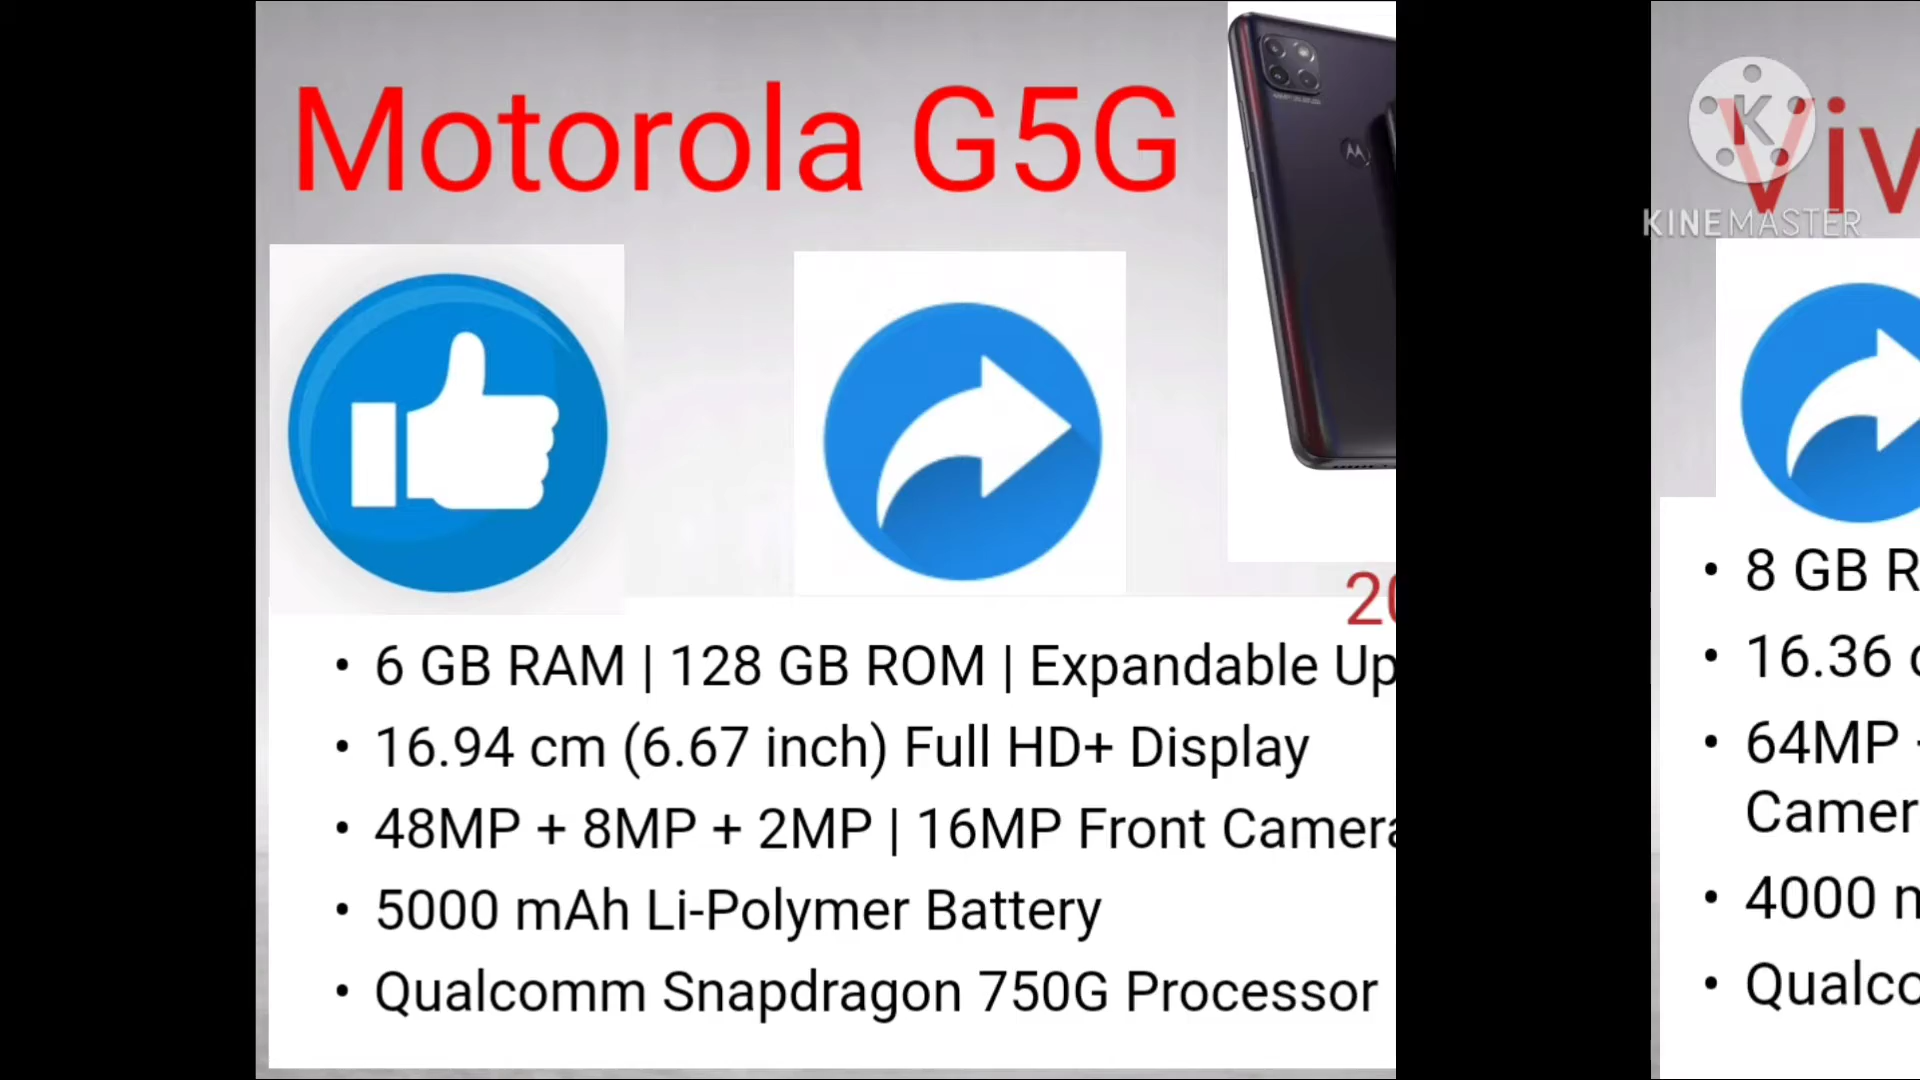 Motorola G5G
20
6 GB RAM | 128 GB ROM | Expandable Up
16.94 cm (6.67 inch) Full HD+ Display
48MP + 8MP + 2MP | 16MP Front Camera
5000 mAh Li-Polymer Battery
Qualcomm Snapdragon 750G Processor
Viv
KINEMASTER
8 GB R
16.36 c
64MP
Camer
4000 m
Qualco